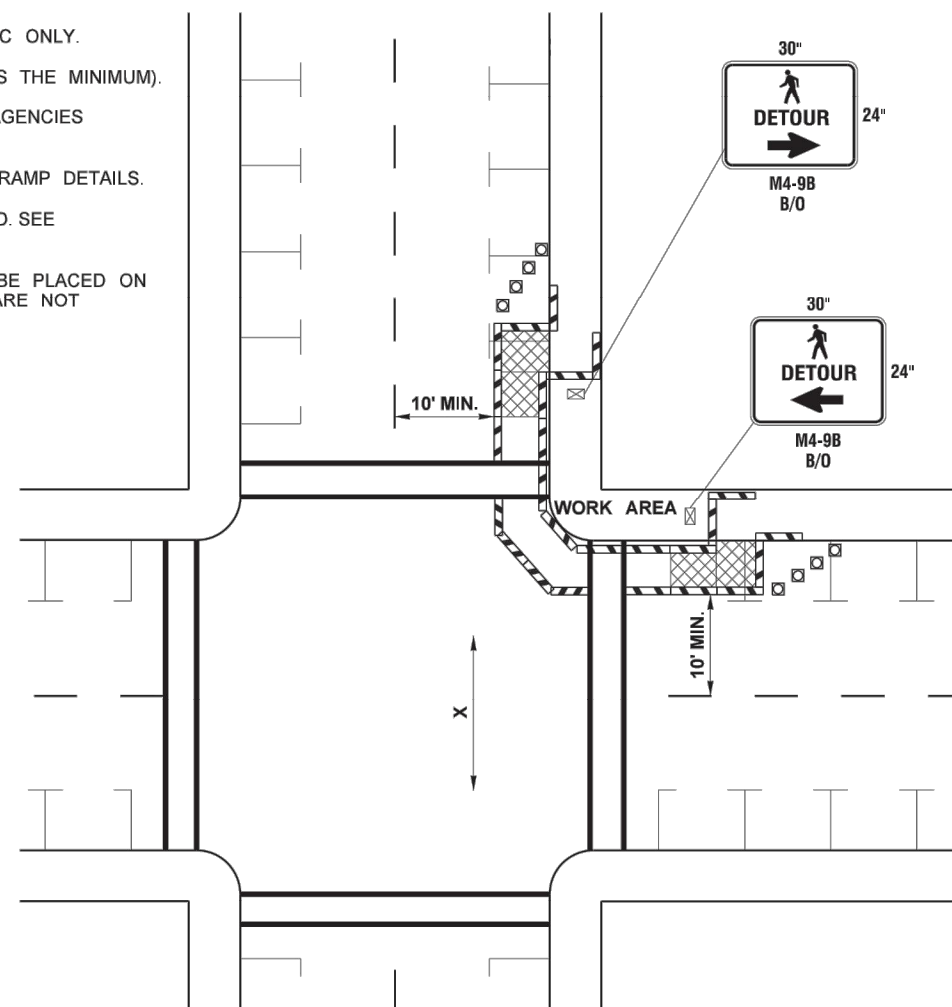 C ONLY.
S THE MINIMUM).
AGENCIES
RAMP DETAILS.
D. SEE
BE PLACED ON
ARE NOT
30"
DETOUR
24"
M4-9B
B/O
30"
DETOUR
24"
M4-9B
B/O
10' MIN.
WORK AREA
10' MIN.
X